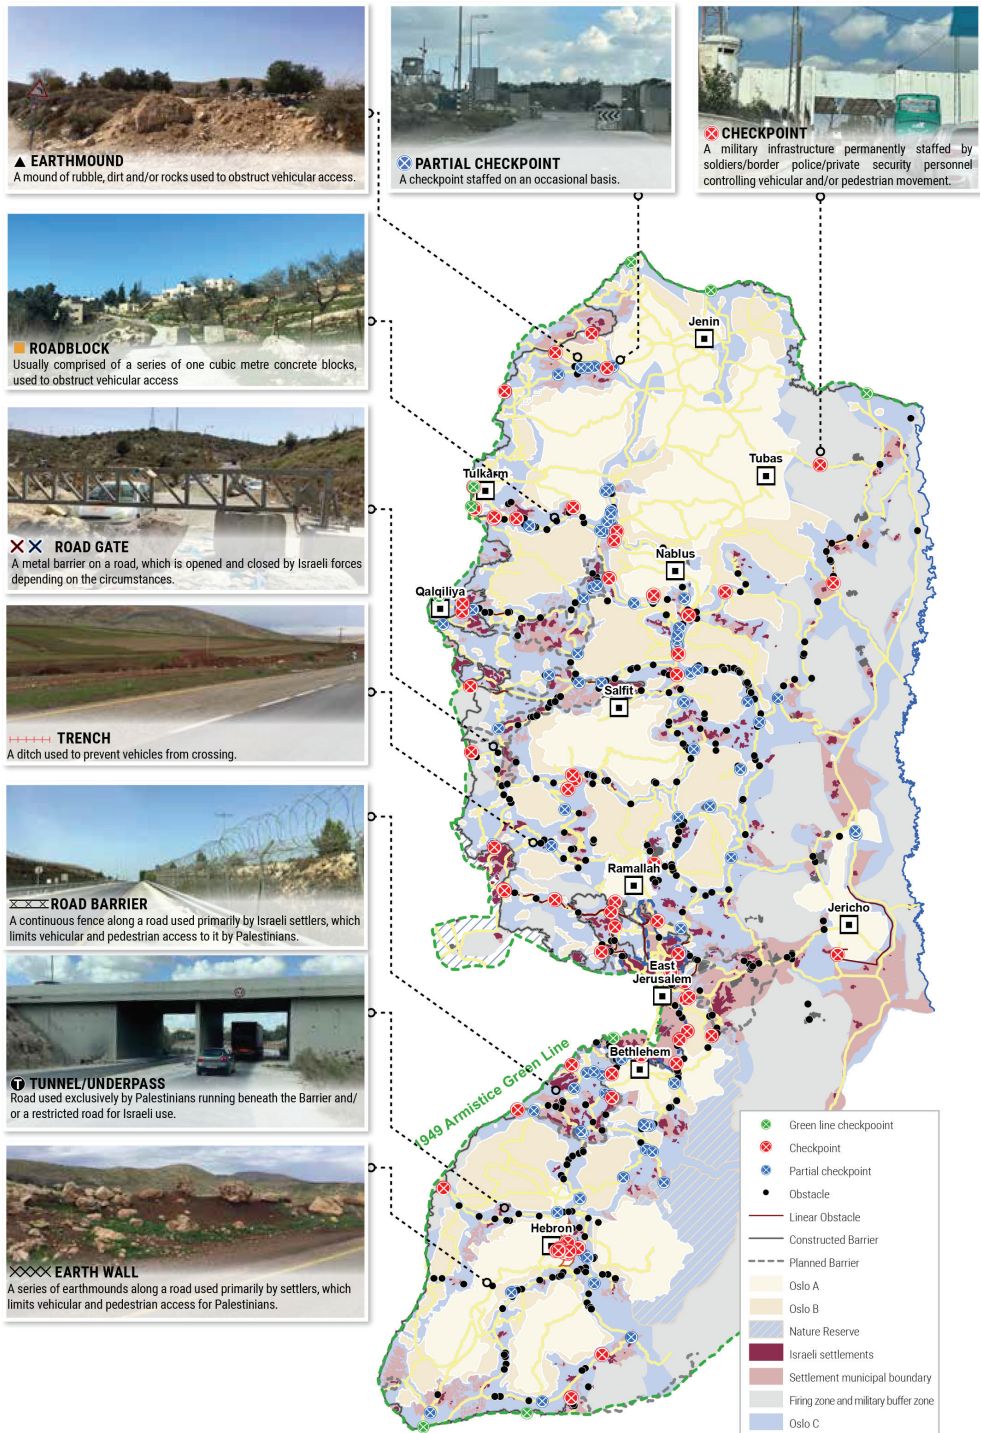 ▲ EARTHMOUND
A mound of rubble, dirt and/or rocks used to obstruct vehicular access.
PARTIAL CHECKPOINT
A checkpoint staffed on an occasional basis.
CHECKPOINT
A military infrastructure permanently staffed by
soldiers/border police/private security personnel
controlling vehicular and/or pedestrian movement.
ROADBLOCK
Usually comprised of a series of one cubic metre concrete blocks,
used to obstruct vehicular access
ROAD GATE
A metal barrier on a road, which is opened and closed by Israeli forces
depending on the circumstances.
TRENCH
A ditch used to prevent vehicles from crossing.
ROAD BARRIER
A continuous fence along a road used primarily by Israeli settlers, which
limits vehicular and pedestrian access to it by Palestinians.
T TUNNEL/UNDERPASS
Road used exclusively by Palestinians running beneath the Barrier and/
or a restricted road for Israeli use.
EARTH WALL
A series of earthmounds along a road used primarily by settlers, which
limits vehicular and pedestrian access for Palestinians.
Jenin
Tubas
Tulkarm
Nablus
Qalqiliya
Salfit
Ramallah
Jericho
East
Jerusalem
Bethlehem
1949 Armistice Green Line
Hebron
Green line checkpooint
Checkpoint
Partial checkpoint
Obstacle
Linear Obstacle
Constructed Barrier
Planned Barrier
Oslo A
Oslo B
Nature Reserve
Israeli settlements
Settlement municipal boundary
Firing zone and military buffer zone
Oslo C